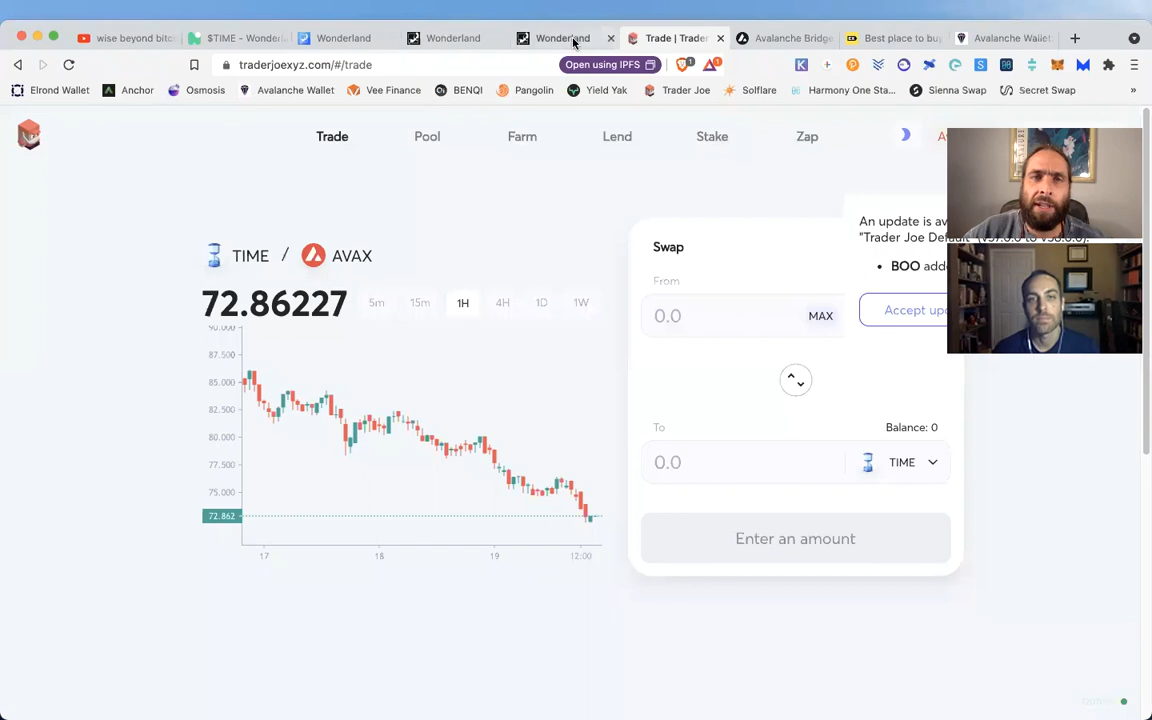 wise beyond bitc
$TIME - Wonderl
Wonderland
Wonderland
Wonderland
Trade | Trader
Avalanche Bridge
Best place to buy
Avalanche Wallet
traderjoexyz.com/#/trade
Open using IPFS
1
1
Elrond Wallet
Anchor
Osmosis
Avalanche Wallet
Vee Finance
BENQI
Pangolin
Yield Yak
Trader Joe
Solflare
Harmony One Sta...
Sienna Swap
Secret Swap
»
Trade
Pool
Farm
Lend
Stake
Zap
TIME / AVAX
72.86227
5m
15m
1H
4H
1D
1W
90.000
87.500
85.000
82.500
80.000
77.500
75.000
72.862
17
18
19
12:00
Swap
From
0.0
MAX
To
Balance: 0
0.0
TIME
Enter an amount
An update is av
"Trader Joe Def
• BOO add
Accept up